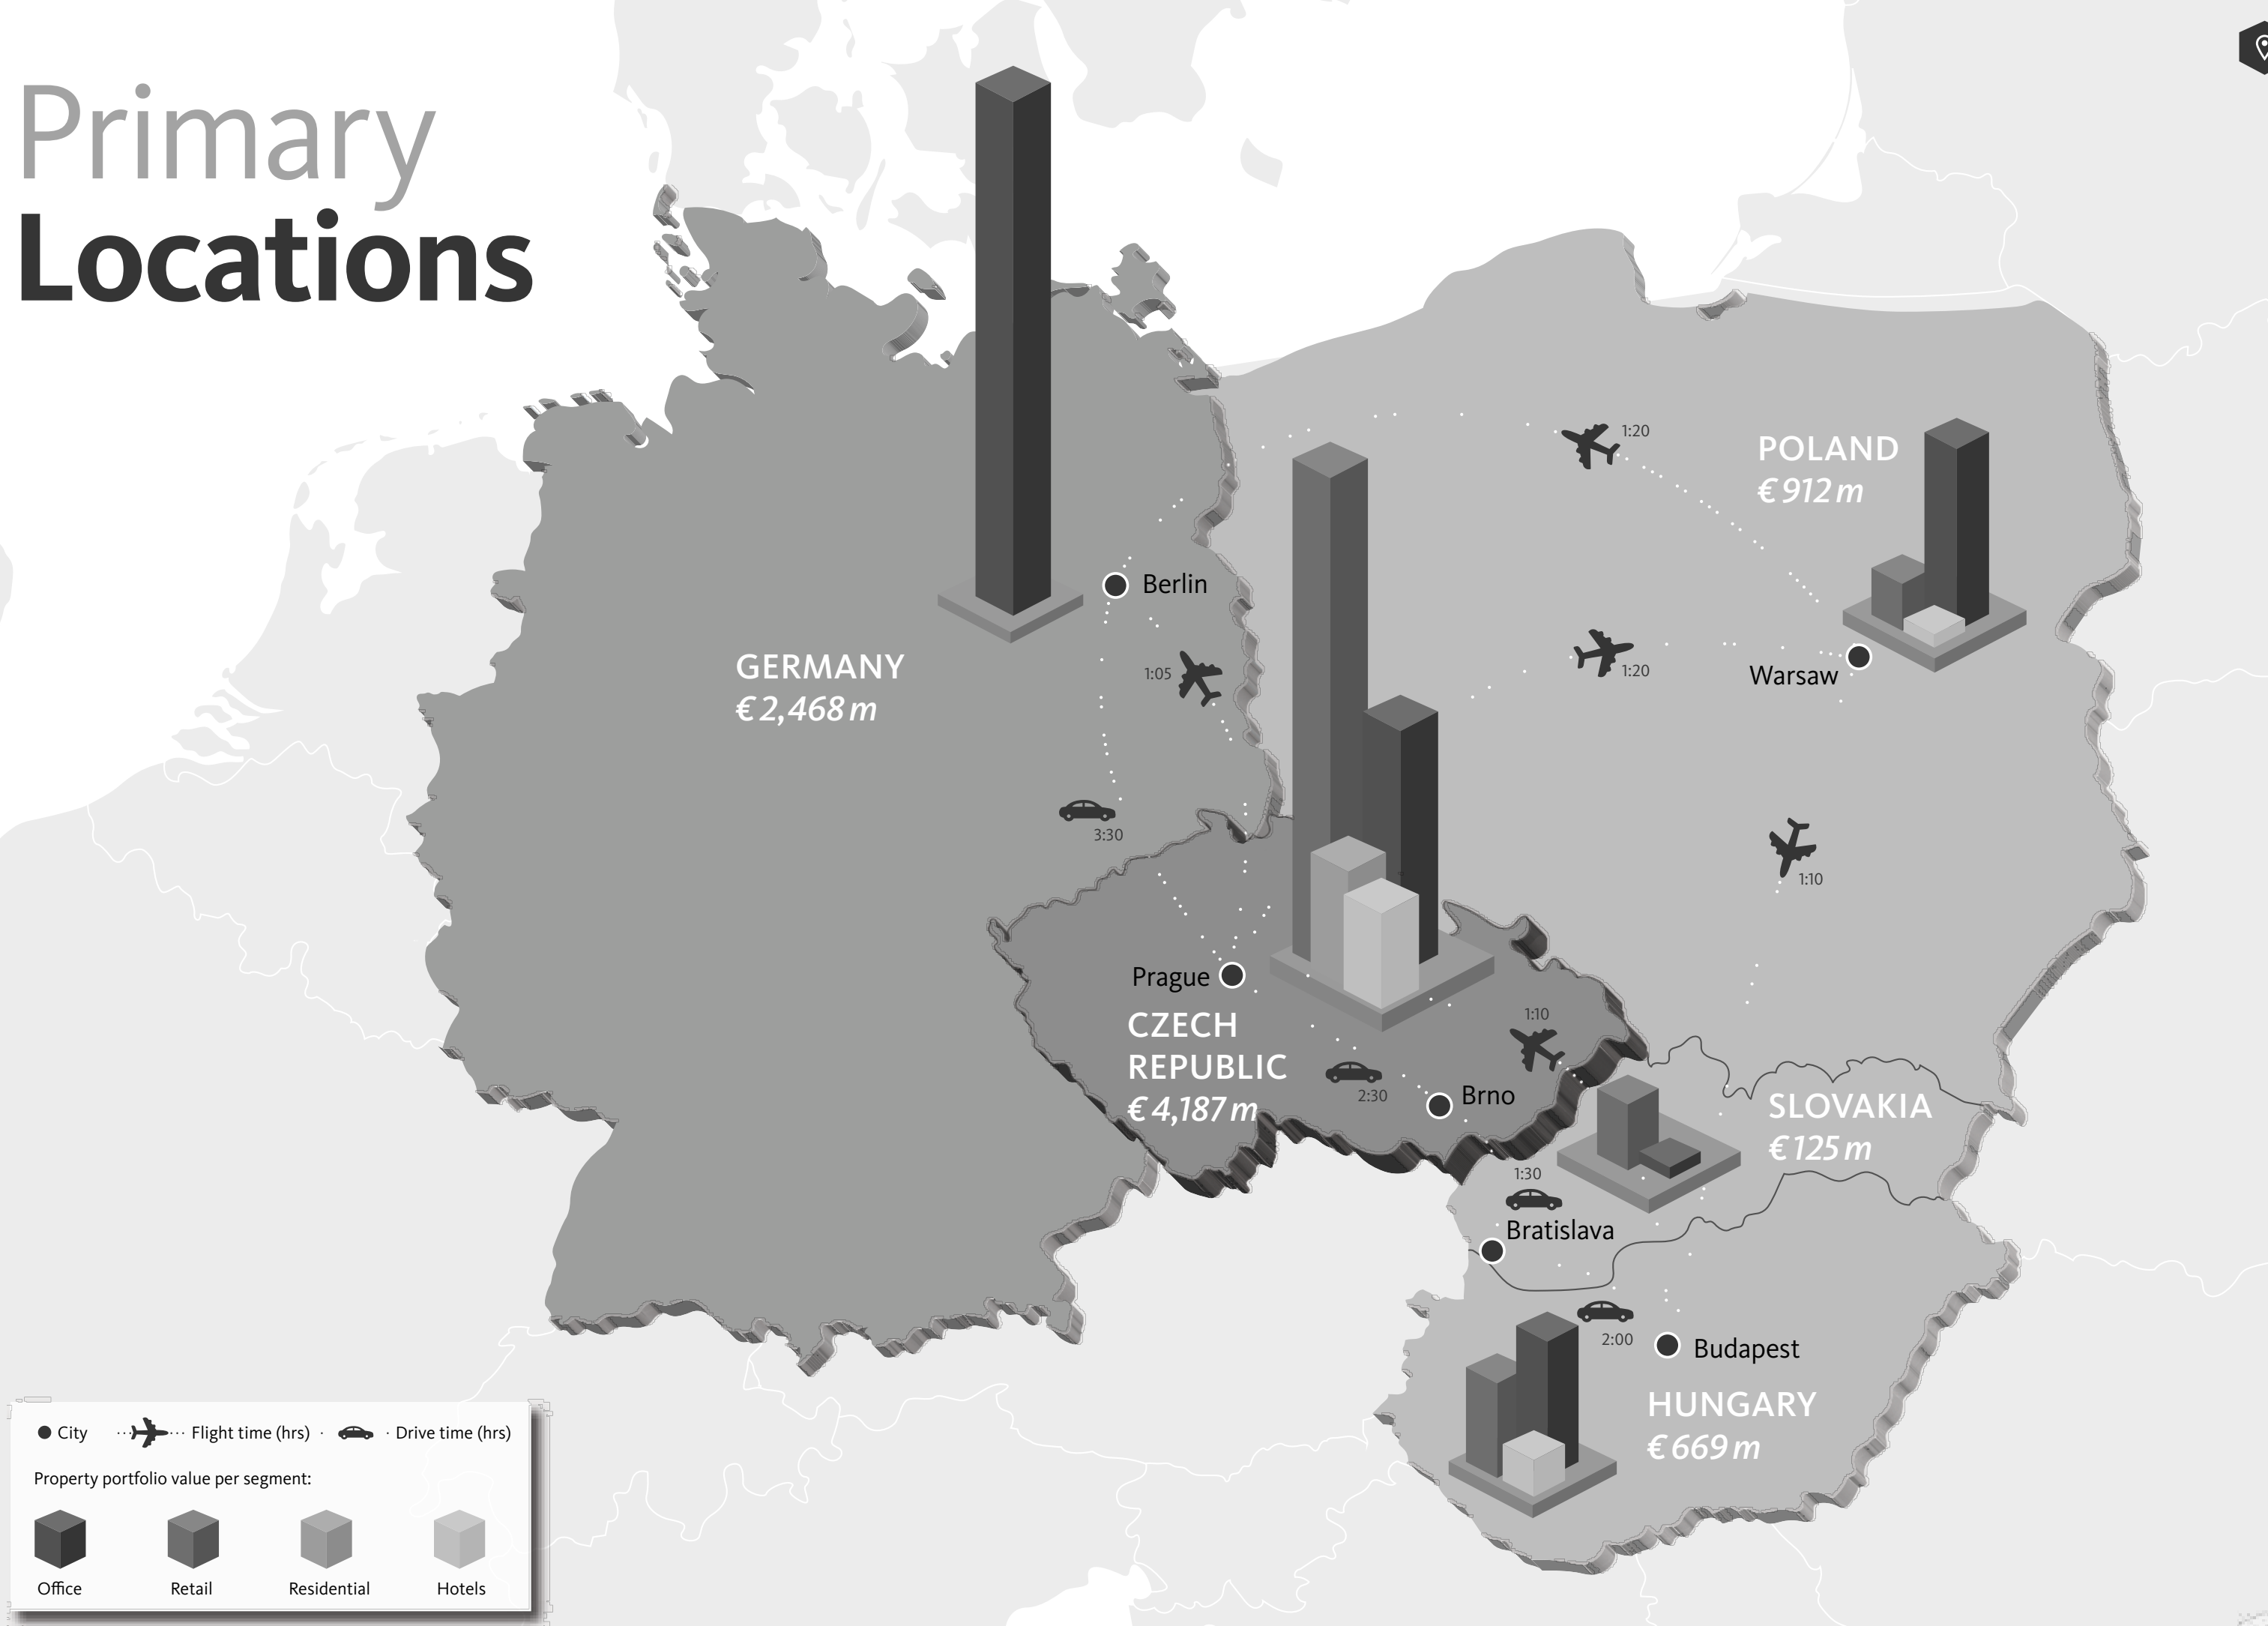 Primary
Locations
1:20
POLAND
€ 912 m
Berlin
GERMANY
€ 2,468 m
1:05
1:20
Warsaw
3:30
1:10
Prague
CZECH
REPUBLIC
€ 4,187 m
1:10
2:30
Brno
SLOVAKIA
€ 125 m
1:30
Bratislava
2:00
Budapest
HUNGARY
€ 669 m
City
Flight time (hrs)
Drive time (hrs)
Property portfolio value per segment:
Office
Retail
Residential
Hotels